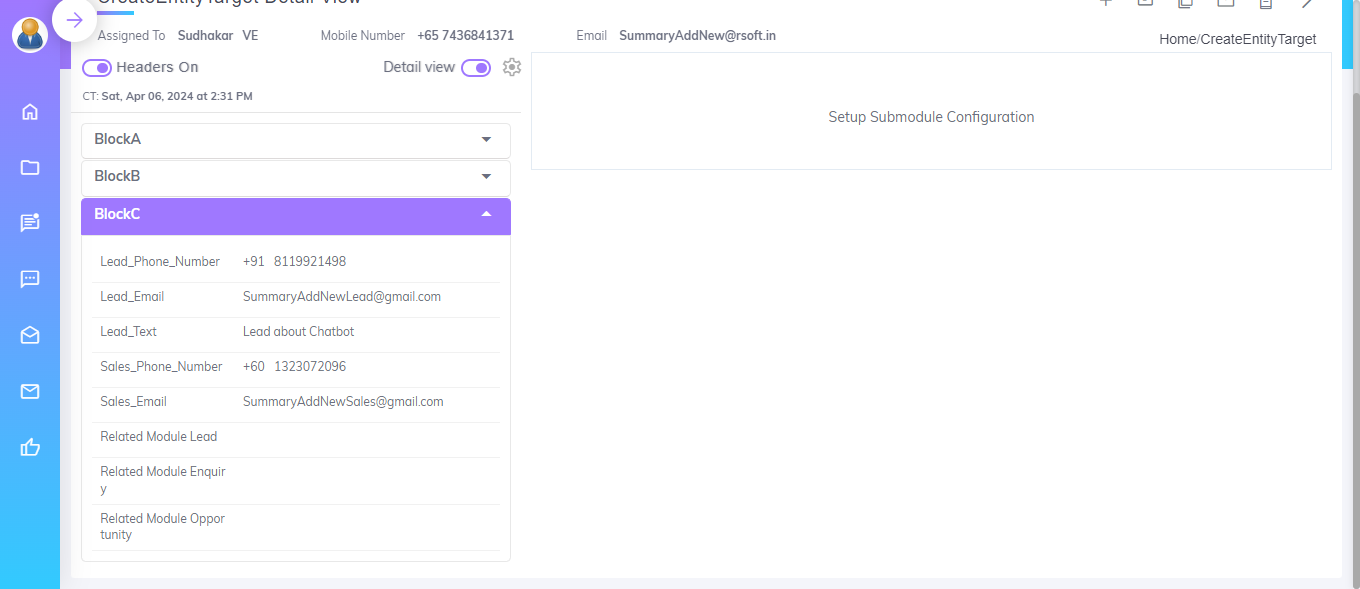 CreateEntityTarget Detail View
Assigned To Sudhakar VE Mobile Number +65 7436841371 Email SummaryAddNew@rsoft.in
Home/CreateEntityTarget
Headers On Detail view
CT: Sat, Apr 06, 2024 at 2:31 PM
Setup Submodule Configuration
BlockA
BlockB
BlockC
Lead_Phone_Number +91 8119921498
Lead_Email SummaryAddNewLead@gmail.com
Lead_Text Lead about Chatbot
Sales_Phone_Number +60 1323072096
Sales_Email SummaryAddNewSales@gmail.com
Related Module Lead
Related Module Enquir
y
Related Module Oppor
tunity